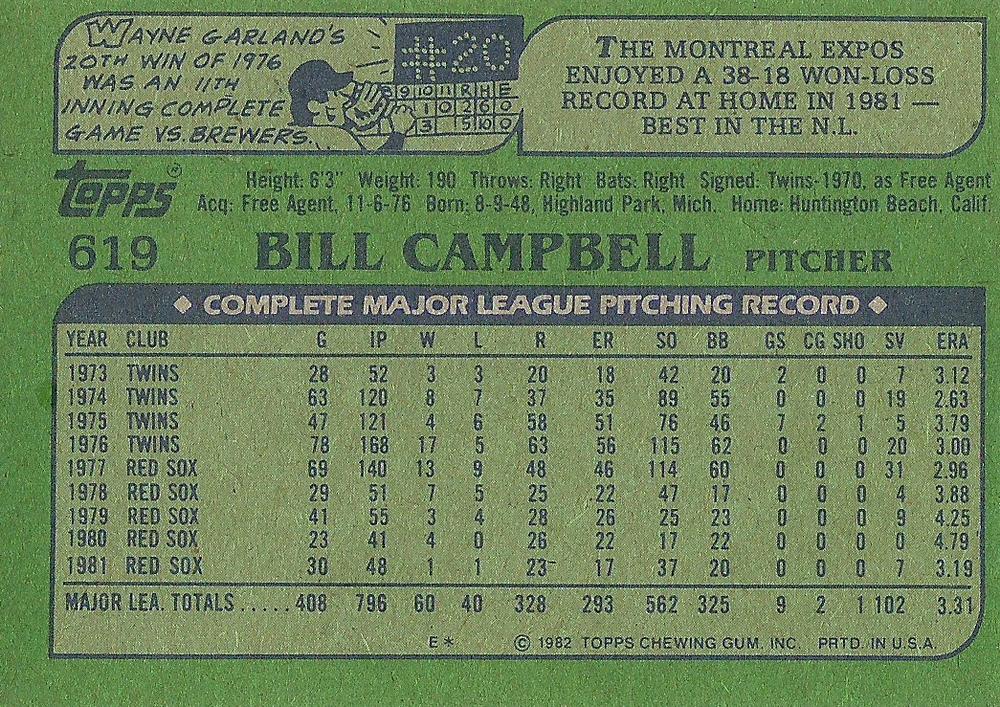 WAYNE GARLAND'S
20TH WIN OF 1976
WAS AN 11TH
INNING COMPLETE
GAME VS. BREWERS.
#20
9 10 11 R H E
1 0 2 6 0
3 5 10 0
THE MONTREAL EXPOS
ENJOYED A 38-18 WON-LOSS
RECORD AT HOME IN 1981 —
BEST IN THE N.L.
TOPPS®
Height: 6'3" Weight: 190 Throws: Right Bats: Right Signed: Twins-1970, as Free Agent
Acq: Free Agent, 11-6-76 Born: 8-9-48, Highland Park, Mich. Home: Huntington Beach, Calif.
619 BILL CAMPBELL PITCHER
◆ COMPLETE MAJOR LEAGUE PITCHING RECORD ◆
YEAR CLUB G IP W L R ER SO BB GS CG SHO SV ERA
1973 TWINS 28 52 3 3 20 18 42 20 2 0 0 7 3.12
1974 TWINS 63 120 8 7 37 35 89 55 0 0 0 19 2.63
1975 TWINS 47 121 4 6 58 51 76 46 7 2 1 5 3.79
1976 TWINS 78 168 17 5 63 56 115 62 0 0 0 20 3.00
1977 RED SOX 69 140 13 9 48 46 114 60 0 0 0 31 2.96
1978 RED SOX 29 51 7 5 25 22 47 17 0 0 0 4 3.88
1979 RED SOX 41 55 3 4 28 26 25 23 0 0 0 9 4.25
1980 RED SOX 23 41 4 0 26 22 17 22 0 0 0 0 4.79
1981 RED SOX 30 48 1 1 23 17 37 20 0 0 0 7 3.19
MAJOR LEA. TOTALS.....408 796 60 40 328 293 562 325 9 2 1 102 3.31
E* © 1982 TOPPS CHEWING GUM. INC. PRTD. IN U.S.A.